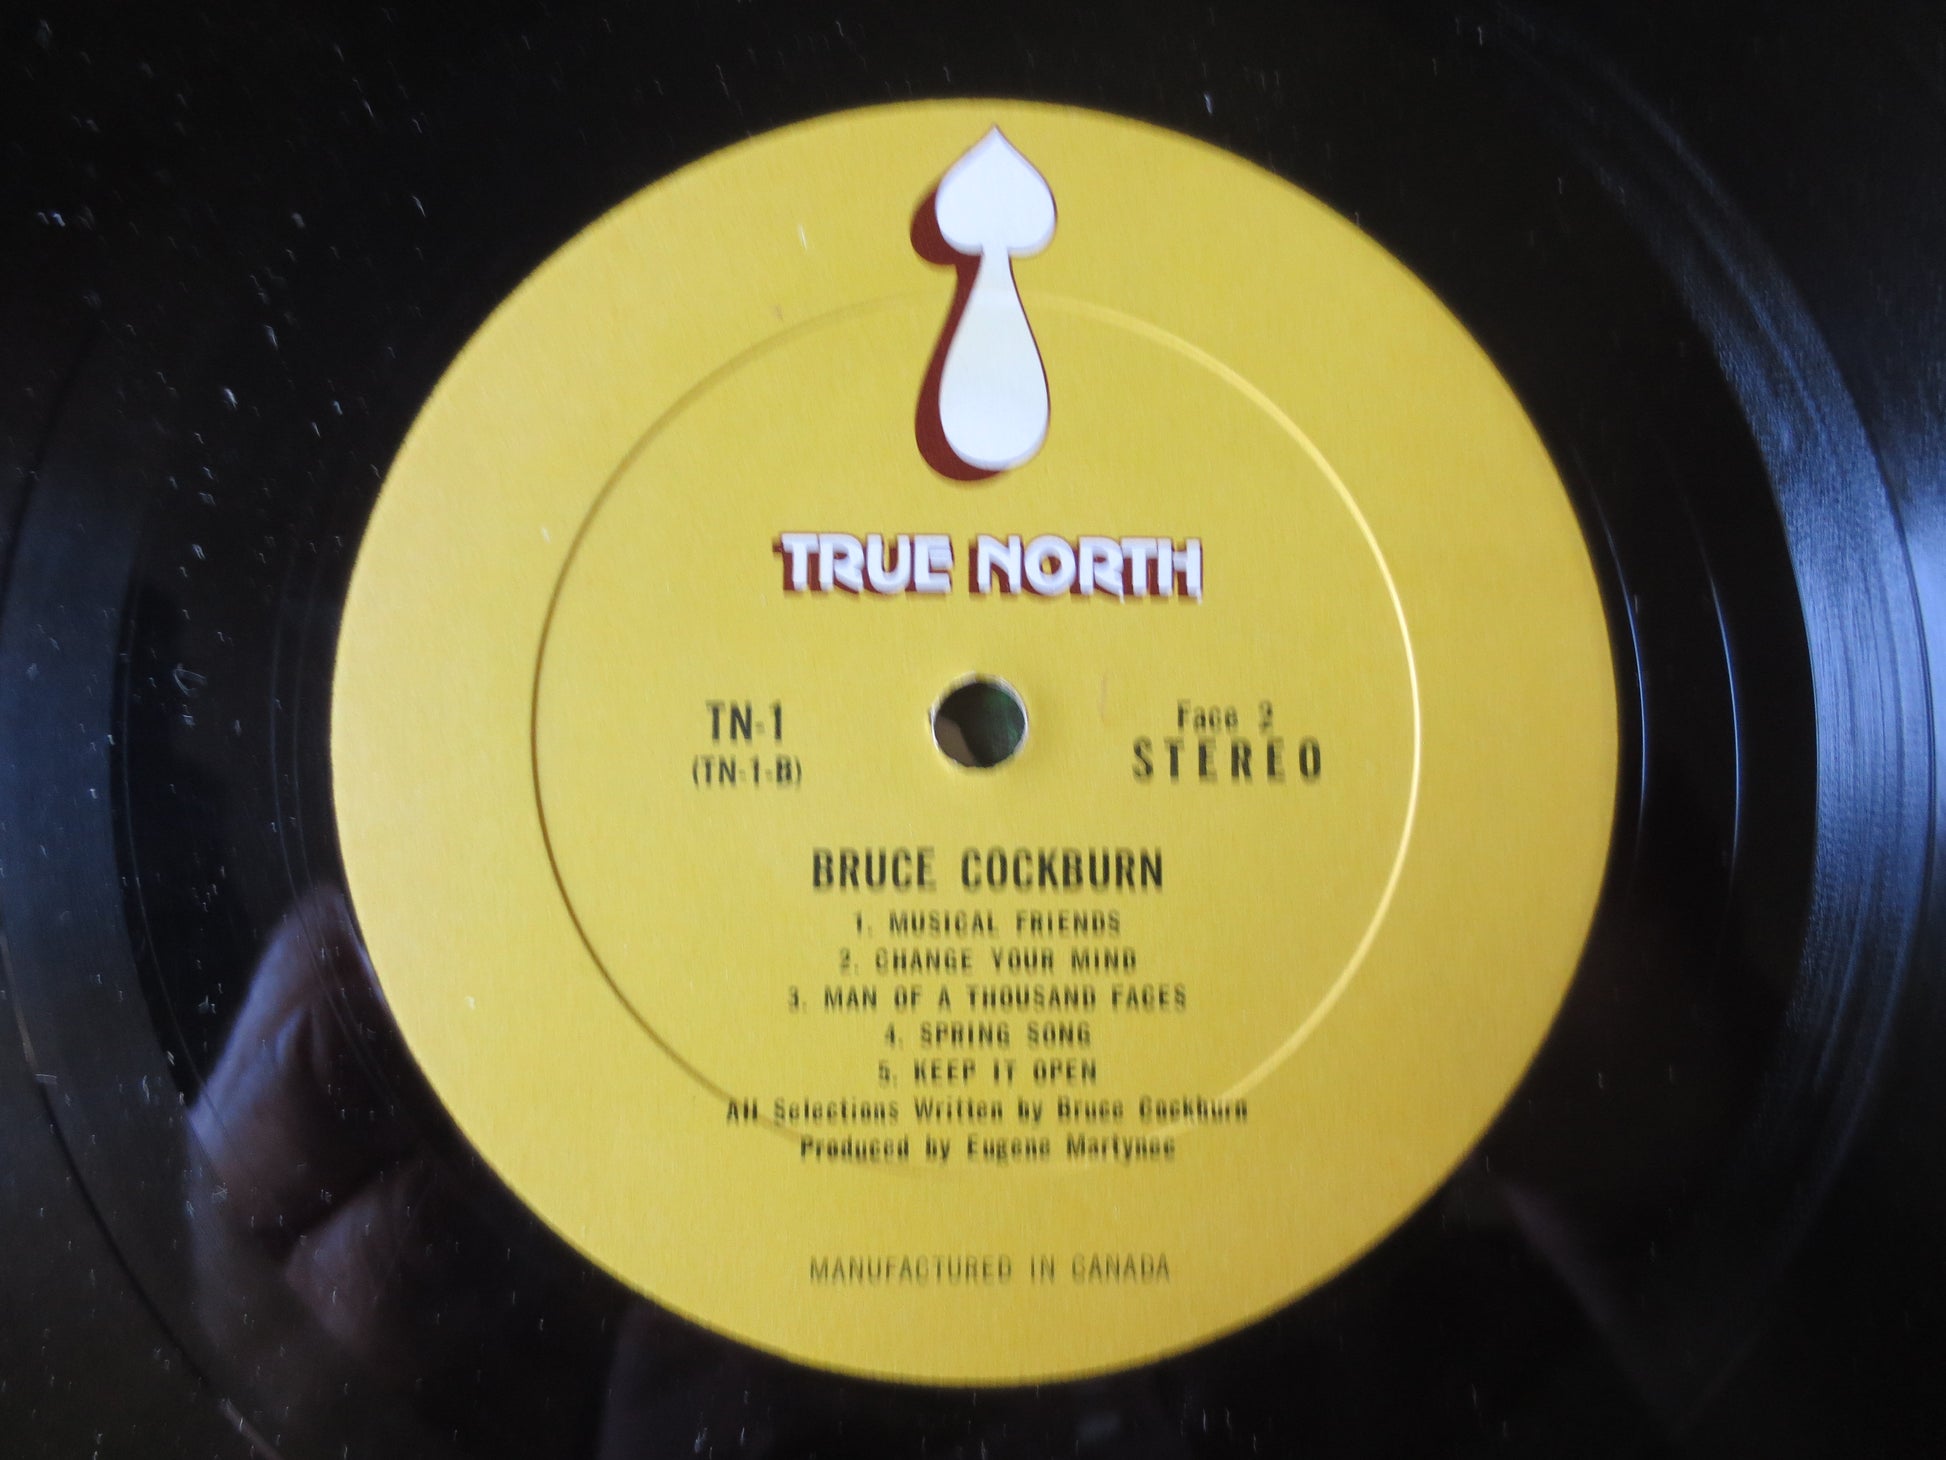 TRUE NORTH
TN-1
(TN-1-B)
Face 2
STEREO
BRUCE COCKBURN
1. MUSICAL FRIENDS
2. CHANGE YOUR MIND
3. MAN OF A THOUSAND FACES
4. SPRING SONG
5. KEEP IT OPEN
All Selections Written by Bruce Cockburn
Produced by Eugene Martynec
MANUFACTURED IN CANADA